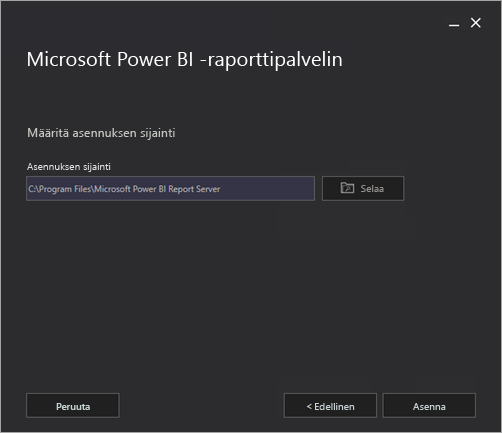 Microsoft Power BI -raporttipalvelin
Määritä asennuksen sijainti
Asennuksen sijainti
C:\Program Files\Microsoft Power BI Report Server
Selaa
Peruuta
< Edellinen
Asenna